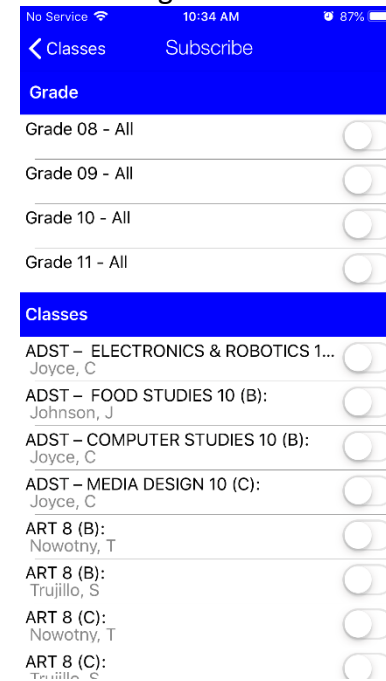 No Service 10:34 AM 87%
Classes Subscribe
Grade
Grade 08 - All
Grade 09 - All
Grade 10 - All
Grade 11 - All
Classes
ADST – ELECTRONICS & ROBOTICS 1...
Joyce, C
ADST – FOOD STUDIES 10 (B):
Johnson, J
ADST – COMPUTER STUDIES 10 (B):
Joyce, C
ADST – MEDIA DESIGN 10 (C):
Joyce, C
ART 8 (B):
Nowotny, T
ART 8 (B):
Trujillo, S
ART 8 (C):
Nowotny, T
ART 8 (C):
Trujillo, S